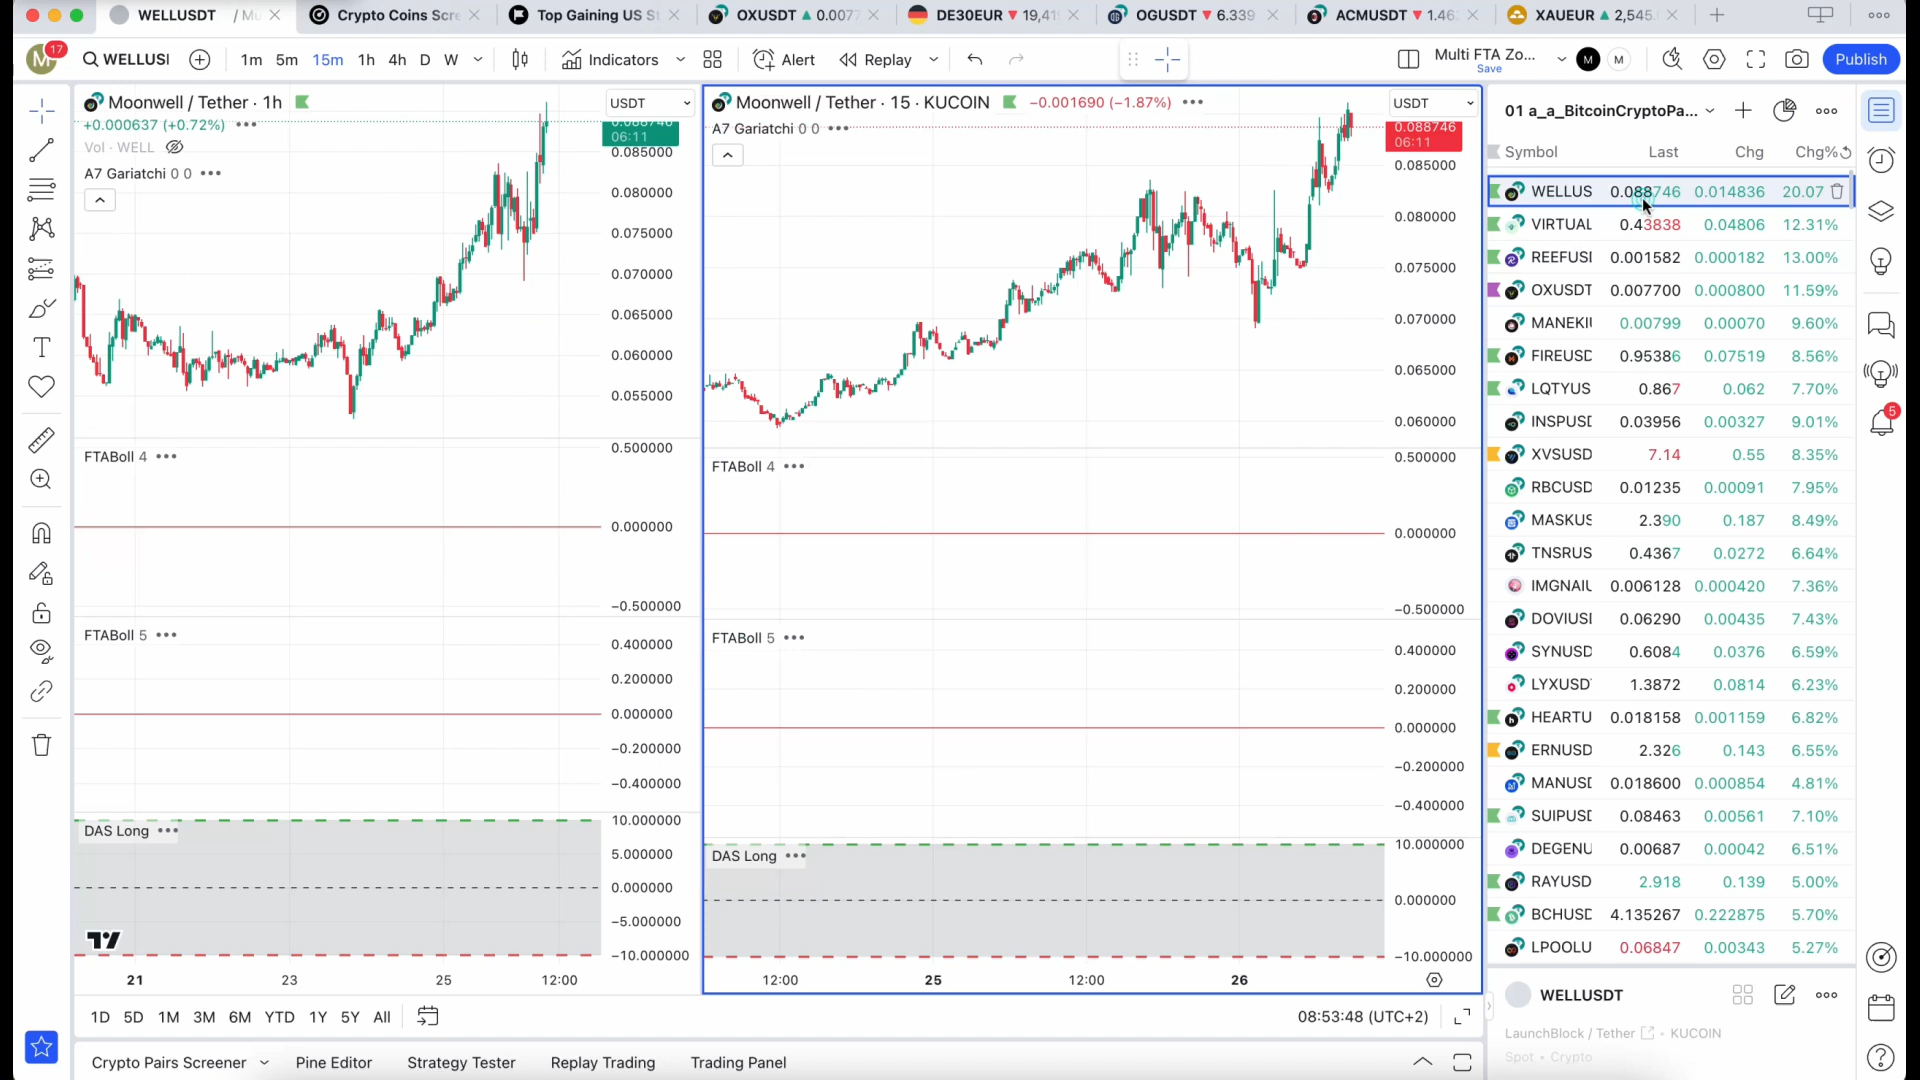 WELLUSDT / M
Crypto Coins Scr
Top Gaining US S
OXUSDT ▲ 0.007
DE30EUR ▼ 19,41
OGUSDT ▼ 6.339
ACMUSDT ▼ 1.46
XAUEUR ▲ 2,545.
M 17
WELLUSI
1m 5m 15m 1h 4h D W
Indicators
Alert
Replay
Multi FTA Zo...
Save
M M
Publish
Moonwell / Tether · 1h
USDT
+0.000637 (+0.72%)
0.088746
06:11
Vol · WELL
A7 Gariatchi 0 0
0.085000
0.080000
0.075000
0.070000
0.065000
0.060000
0.055000
FTABoll 4
0.500000
0.000000
−0.500000
FTABoll 5
0.400000
0.200000
0.000000
−0.200000
−0.400000
DAS Long
10.000000
5.000000
0.000000
−5.000000
−10.000000
21 23 25 12:00
Moonwell / Tether · 15 · KUCOIN −0.001690 (−1.87%)
USDT
A7 Gariatchi 0 0
0.088746
06:11
0.085000
0.080000
0.075000
0.070000
0.065000
0.060000
FTABoll 4
0.500000
0.000000
−0.500000
FTABoll 5
0.400000
0.200000
0.000000
−0.200000
−0.400000
DAS Long
10.000000
0.000000
−10.000000
12:00 25 12:00 26
01 a_a_BitcoinCryptoPa...
Symbol Last Chg Chg%
WELLUS 0.088746 0.014836 20.07
VIRTUAL 0.43838 0.04806 12.31%
REEFUSI 0.001582 0.000182 13.00%
OXUSDT 0.007700 0.000800 11.59%
MANEKI 0.00799 0.00070 9.60%
FIREUSD 0.95386 0.07519 8.56%
LQTYUS 0.867 0.062 7.70%
INSPUSD 0.03956 0.00327 9.01%
XVSUSD 7.14 0.55 8.35%
RBCUSD 0.01235 0.00091 7.95%
MASKUS 2.390 0.187 8.49%
TNSRUS 0.4367 0.0272 6.64%
IMGNAIU 0.006128 0.000420 7.36%
DOVIUSI 0.06290 0.00435 7.43%
SYNUSD 0.6084 0.0376 6.59%
LYXUSD 1.3872 0.0814 6.23%
HEARTU 0.018158 0.001159 6.82%
ERNUSD 2.326 0.143 6.55%
MANUSD 0.018600 0.000854 4.81%
SUIPUSD 0.08463 0.00561 7.10%
DEGENU 0.00687 0.00042 6.51%
RAYUSD 2.918 0.139 5.00%
BCHUSD 4.135267 0.222875 5.70%
LPOOLU 0.06847 0.00343 5.27%
5
WELLUSDT
LaunchBlock / Tether · KUCOIN
Spot · Crypto
1D 5D 1M 3M 6M YTD 1Y 5Y All
08:53:48 (UTC+2)
Crypto Pairs Screener
Pine Editor
Strategy Tester
Replay Trading
Trading Panel